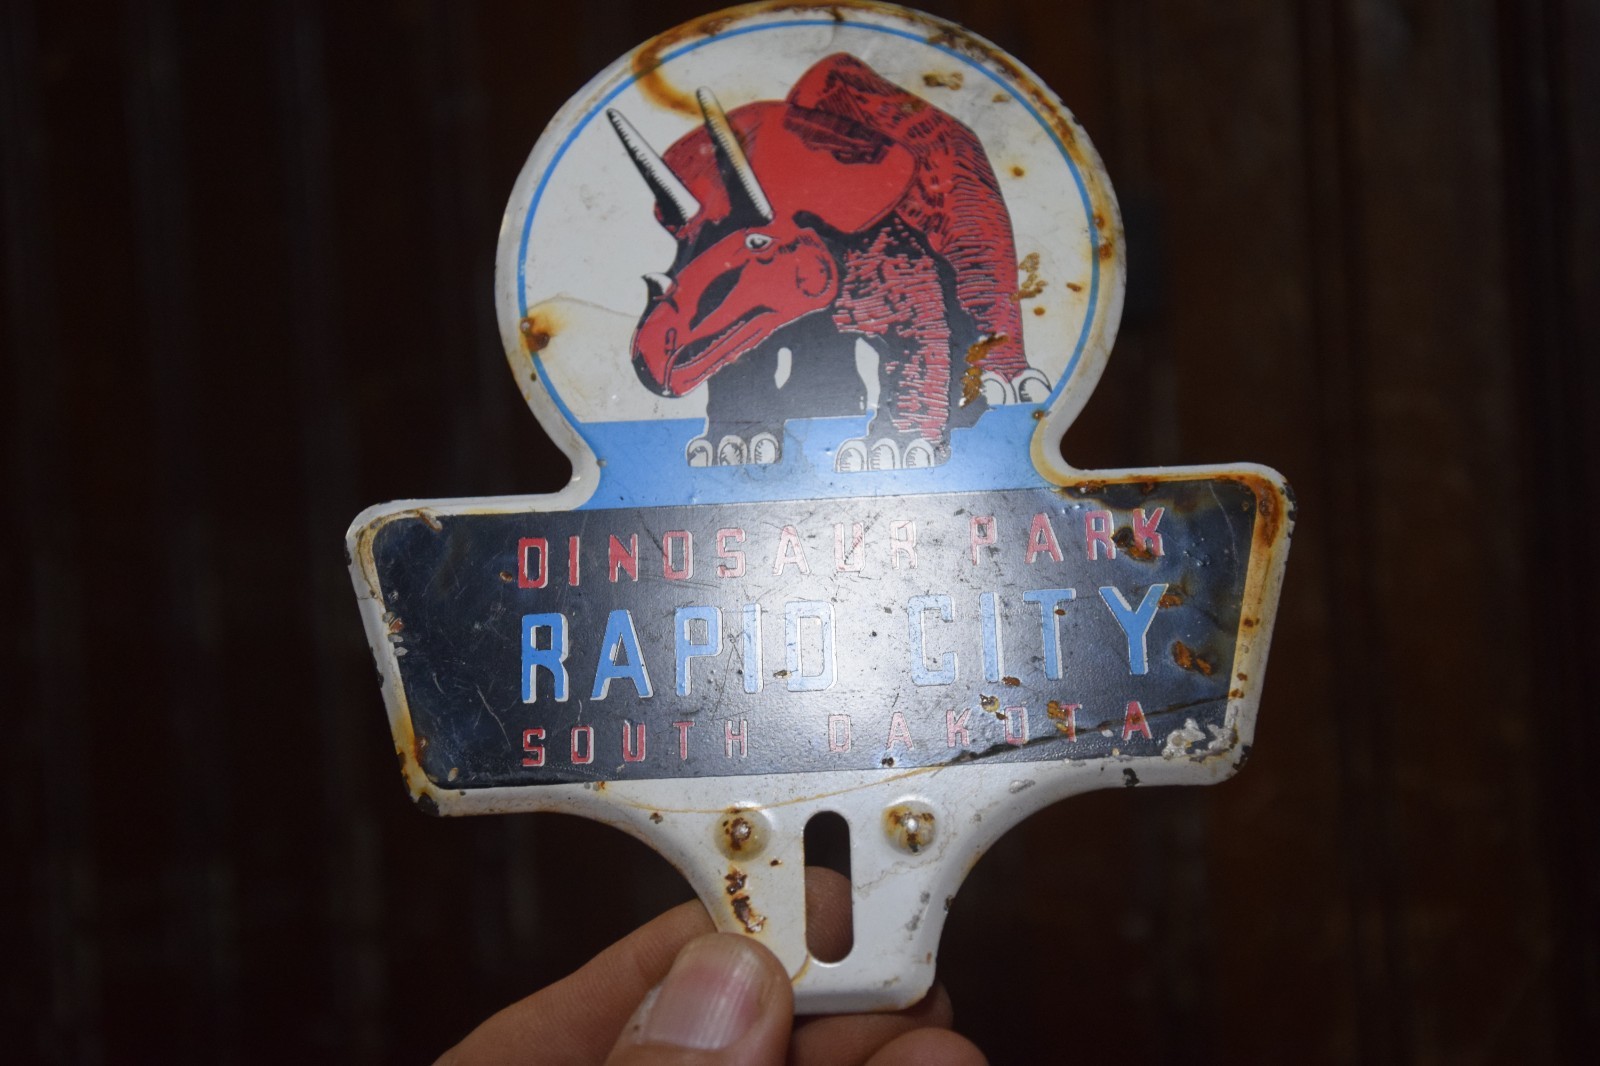 DINOSAUR PARK
RAPID CITY
SOUTH DAKOTA